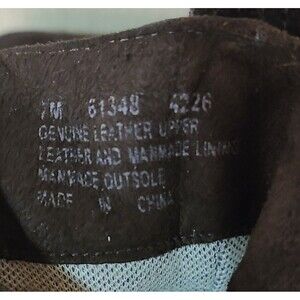 7M 61348 4226
GENUINE LEATHER UPPER
LEATHER AND MANMADE LINING
MANMADE OUTSOLE
MADE IN CHINA